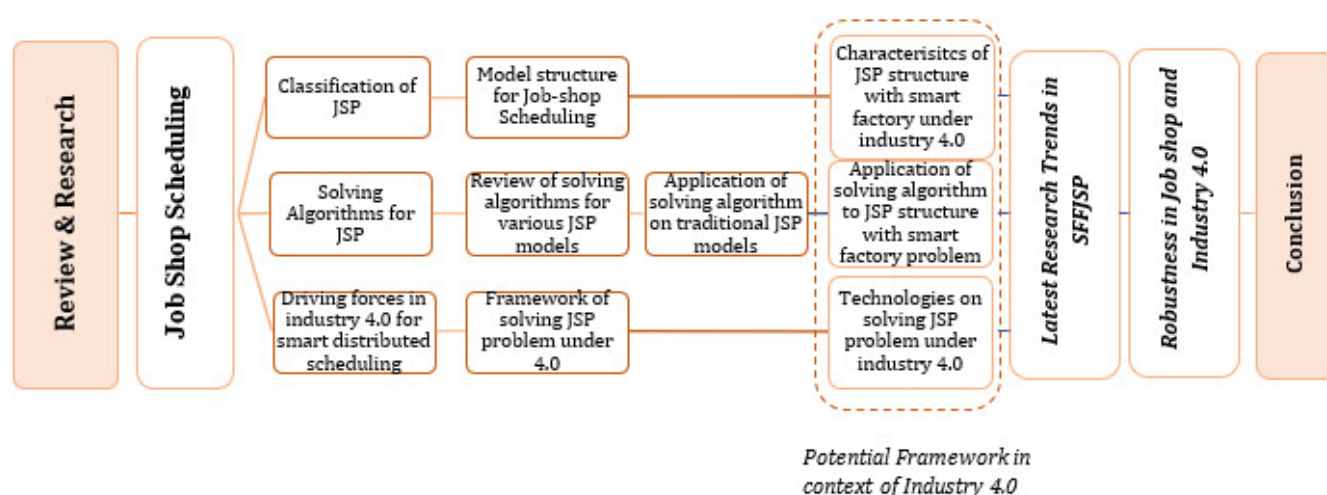 Review & Research
Job Shop Scheduling
Classification of
JSP
Model structure
for Job-shop
Scheduling
Characterisitcs of
JSP structure
with smart
factory under
industry 4.0
Solving
Algorithms for
JSP
Review of solving
algorithms for
various JSP
models
Application of
solving algorithm
on traditional JSP
models
Application of
solving algorithm
to JSP structure
with smart
factory problem
Driving forces in
industry 4.0 for
smart distributed
scheduling
Framework of
solving JSP
problem under
4.0
Technologies on
solving JSP
problem under
industry 4.0
Latest Research Trends in
SFFJSP
Robustness in Job shop and
Industry 4.0
Conclusion
Potential Framework in
context of Industry 4.0